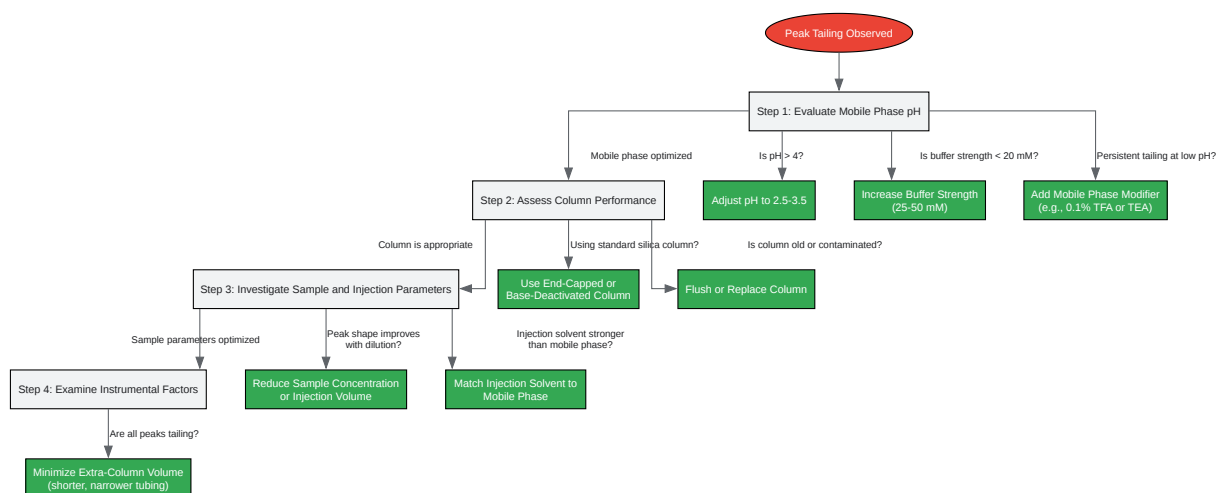 Peak Tailing Observed
Step 1: Evaluate Mobile Phase pH
Mobile phase optimized
Is pH > 4?
Is buffer strength < 20 mM?
Persistent tailing at low pH?
Step 2: Assess Column Performance
Adjust pH to 2.5-3.5
Increase Buffer Strength
(25-50 mM)
Add Mobile Phase Modifier
(e.g., 0.1% TFA or TEA)
Column is appropriate
Using standard silica column?
Is column old or contaminated?
Step 3: Investigate Sample and Injection Parameters
Use End-Capped or
Base-Deactivated Column
Flush or Replace Column
Sample parameters optimized
Peak shape improves
with dilution?
Injection solvent stronger
than mobile phase?
Step 4: Examine Instrumental Factors
Reduce Sample Concentration
or Injection Volume
Match Injection Solvent to
Mobile Phase
Are all peaks tailing?
Minimize Extra-Column Volume
(shorter, narrower tubing)